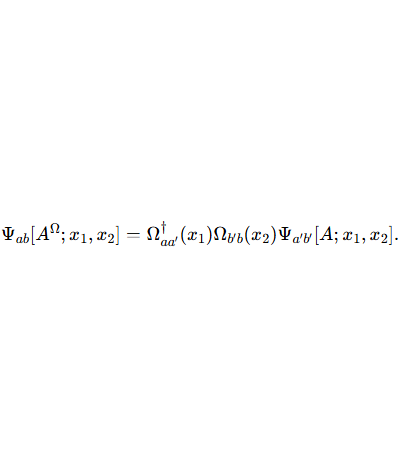 Ψ_{ab}[A^Ω; x_1, x_2] = Ω^†_{aa′}(x_1)Ω_{b′b}(x_2)Ψ_{a′b′}[A; x_1, x_2].